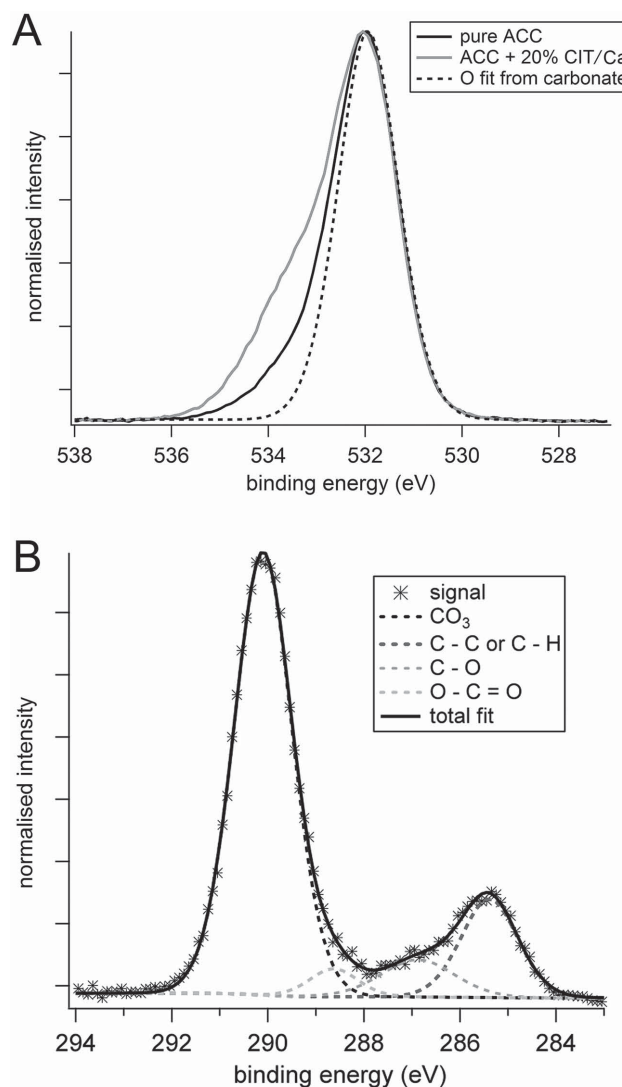 A
pure ACC
ACC + 20% CIT/Ca
O fit from carbonate
normalised intensity
538 536 534 532 530 528
binding energy (eV)
B
signal
CO₃
C - C or C - H
C - O
O - C = O
total fit
normalised intensity
294 292 290 288 286 284
binding energy (eV)